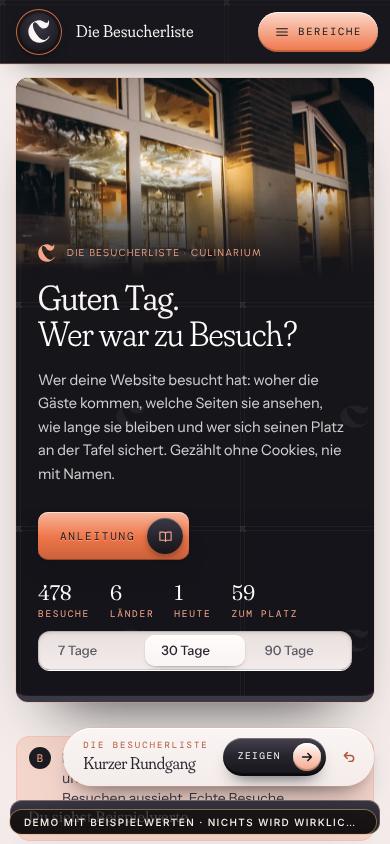 Die Besucherliste
BEREICHE
DIE BESUCHERLISTE · CULINARIUM
Guten Tag.
Wer war zu Besuch?
Wer deine Website besucht hat: woher die
Gäste kommen, welche Seiten sie ansehen,
wie lange sie bleiben und wer sich seinen Platz
an der Tafel sichert. Gezählt ohne Cookies, nie
mit Namen.
ANLEITUNG
478 6 1 59
BESUCHE LÄNDER HEUTE ZUM PLATZ
7 Tage 30 Tage 90 Tage
DIE BESUCHERLISTE
Kurzer Rundgang
ZEIGEN
B
Besuchen aussieht. Echte Besuche
DEMO MIT BEISPIELWERTEN · NICHTS WIRD WIRKLIC…